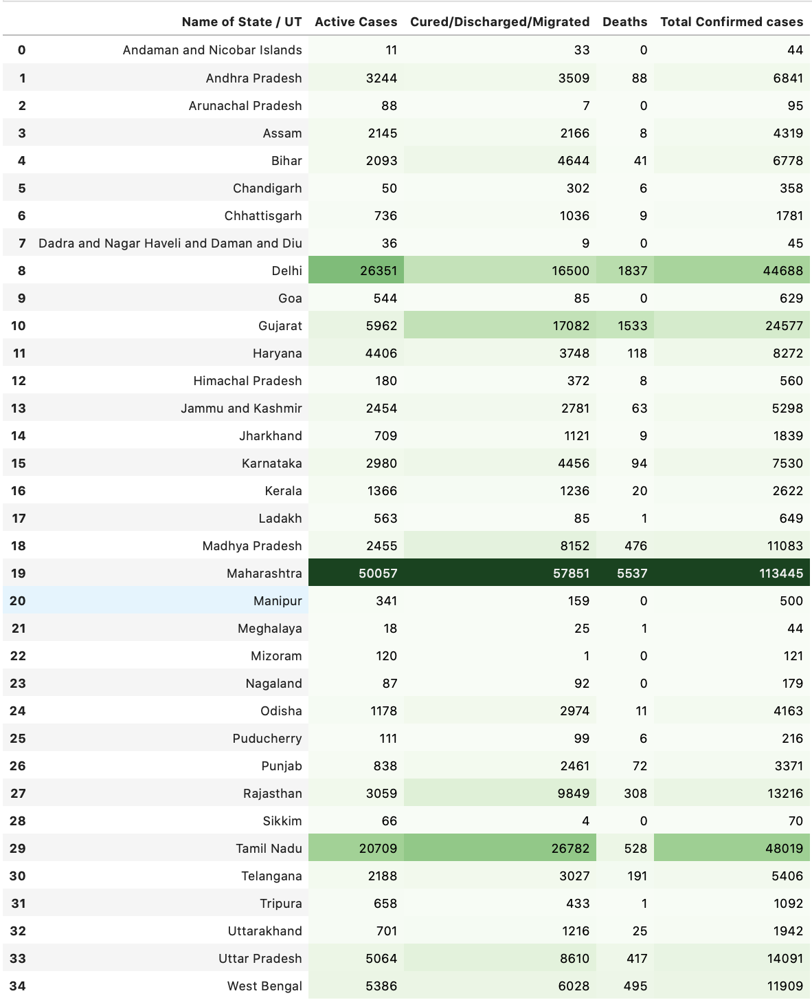 Name of State / UT Active Cases Cured/Discharged/Migrated Deaths Total Confirmed cases
0 Andaman and Nicobar Islands 11 33 0 44
1 Andhra Pradesh 3244 3509 88 6841
2 Arunachal Pradesh 88 7 0 95
3 Assam 2145 2166 8 4319
4 Bihar 2093 4644 41 6778
5 Chandigarh 50 302 6 358
6 Chhattisgarh 736 1036 9 1781
7 Dadra and Nagar Haveli and Daman and Diu 36 9 0 45
8 Delhi 26351 16500 1837 44688
9 Goa 544 85 0 629
10 Gujarat 5962 17082 1533 24577
11 Haryana 4406 3748 118 8272
12 Himachal Pradesh 180 372 8 560
13 Jammu and Kashmir 2454 2781 63 5298
14 Jharkhand 709 1121 9 1839
15 Karnataka 2980 4456 94 7530
16 Kerala 1366 1236 20 2622
17 Ladakh 563 85 1 649
18 Madhya Pradesh 2455 8152 476 11083
19 Maharashtra 50057 57851 5537 113445
20 Manipur 341 159 0 500
21 Meghalaya 18 25 1 44
22 Mizoram 120 1 0 121
23 Nagaland 87 92 0 179
24 Odisha 1178 2974 11 4163
25 Puducherry 111 99 6 216
26 Punjab 838 2461 72 3371
27 Rajasthan 3059 9849 308 13216
28 Sikkim 66 4 0 70
29 Tamil Nadu 20709 26782 528 48019
30 Telangana 2188 3027 191 5406
31 Tripura 658 433 1 1092
32 Uttarakhand 701 1216 25 1942
33 Uttar Pradesh 5064 8610 417 14091
34 West Bengal 5386 6028 495 11909